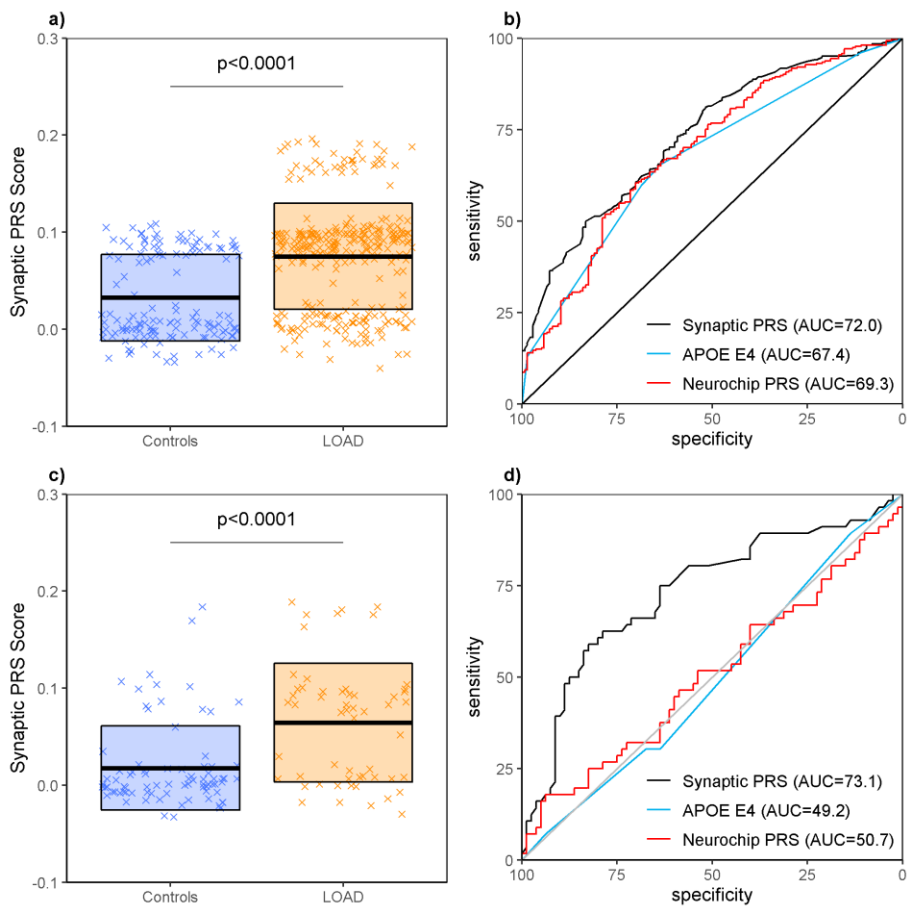 a)
0.3
p<0.0001
0.2
Synaptic PRS Score
0.1
0.0
-0.1
Controls
LOAD
b)
100
75
sensitivity
50
25
Synaptic PRS (AUC=72.0)
APOE E4 (AUC=67.4)
Neurochip PRS (AUC=69.3)
0
100
75
50
25
0
specificity
c)
0.3
p<0.0001
0.2
Synaptic PRS Score
0.1
0.0
-0.1
Controls
LOAD
d)
100
75
sensitivity
50
25
Synaptic PRS (AUC=73.1)
APOE E4 (AUC=49.2)
Neurochip PRS (AUC=50.7)
0
100
75
50
25
0
specificity